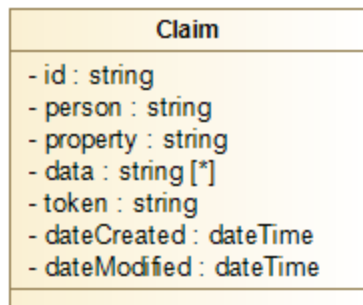 Claim
- id : string
- person : string
- property : string
- data : string [*]
- token : string
- dateCreated : dateTime
- dateModified : dateTime